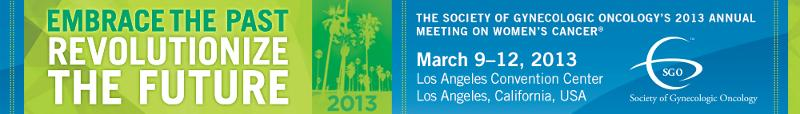 EMBRACE THE PAST
REVOLUTIONIZE
THE FUTURE
2013
THE SOCIETY OF GYNECOLOGIC ONCOLOGY'S 2013 ANNUAL
MEETING ON WOMEN'S CANCER®
March 9–12, 2013
Los Angeles Convention Center
Los Angeles, California, USA
™
SGO
Society of Gynecologic Oncology